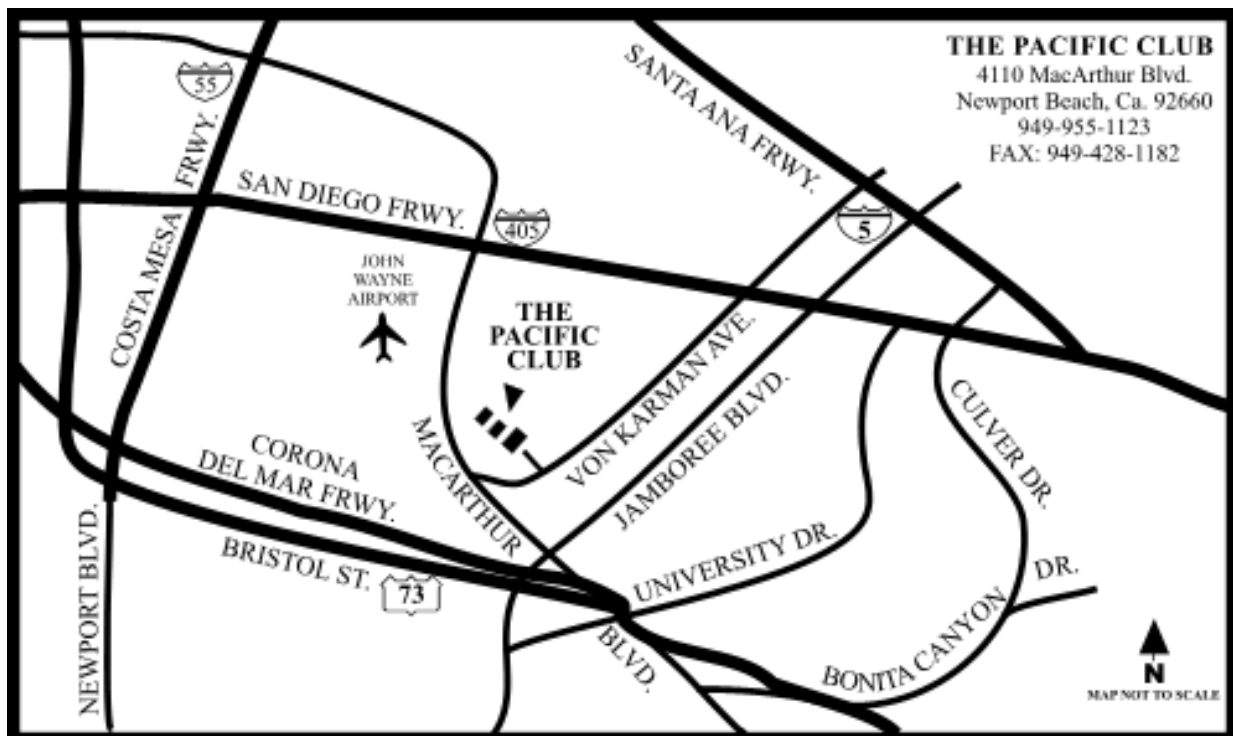 THE PACIFIC CLUB
4110 MacArthur Blvd.
Newport Beach, Ca. 92660
949-955-1123
FAX: 949-428-1182
SANTA ANA FRWY.
55
COSTA MESA FRWY.
SAN DIEGO FRWY.
405
5
JOHN
WAYNE
AIRPORT
THE
PACIFIC
CLUB
VON KARMAN AVE.
JAMBOREE BLVD.
CULVER DR.
MACARTHUR BLVD.
CORONA
DEL MAR FRWY.
BRISTOL ST.
73
UNIVERSITY DR.
NEWPORT BLVD.
BONITA CANYON DR.
N
MAP NOT TO SCALE